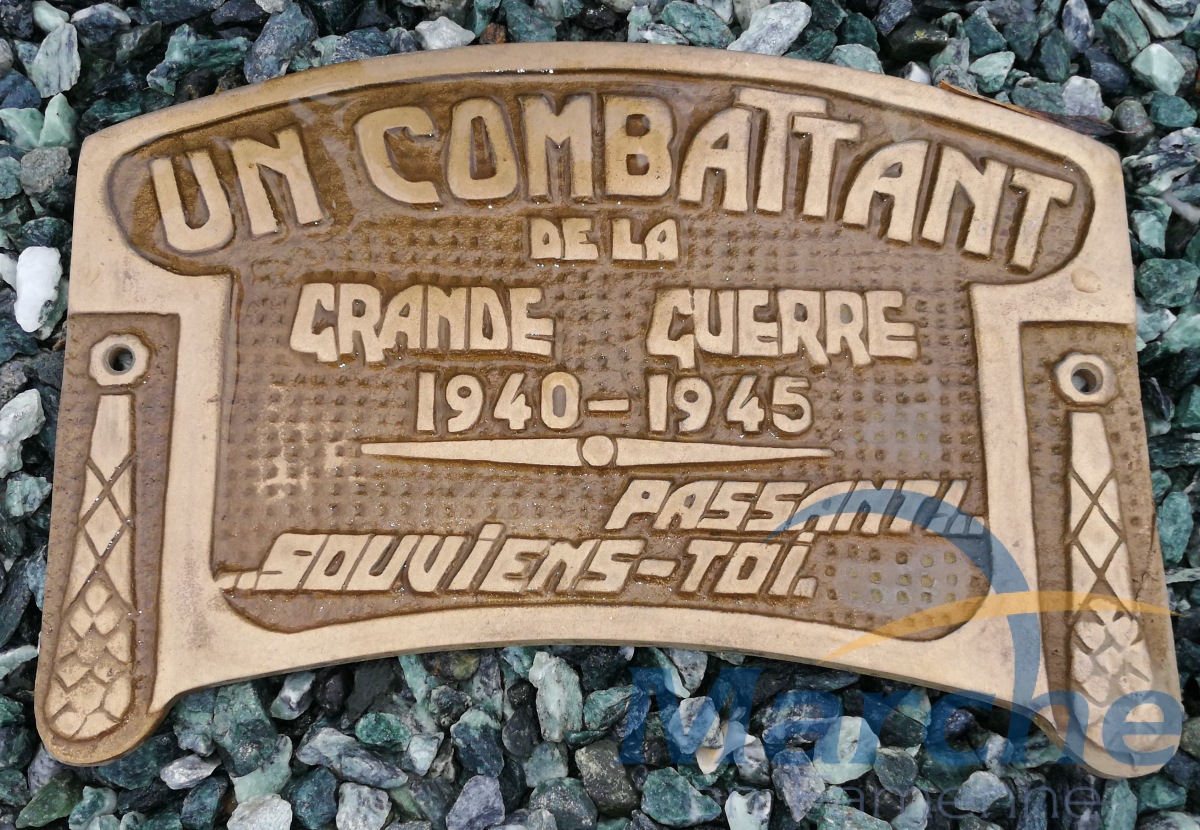 UN COMBATTANT
DE LA
GRANDE GUERRE
1940-1945
PASSANT!..
..SOUVIENS-TOI.
Marche